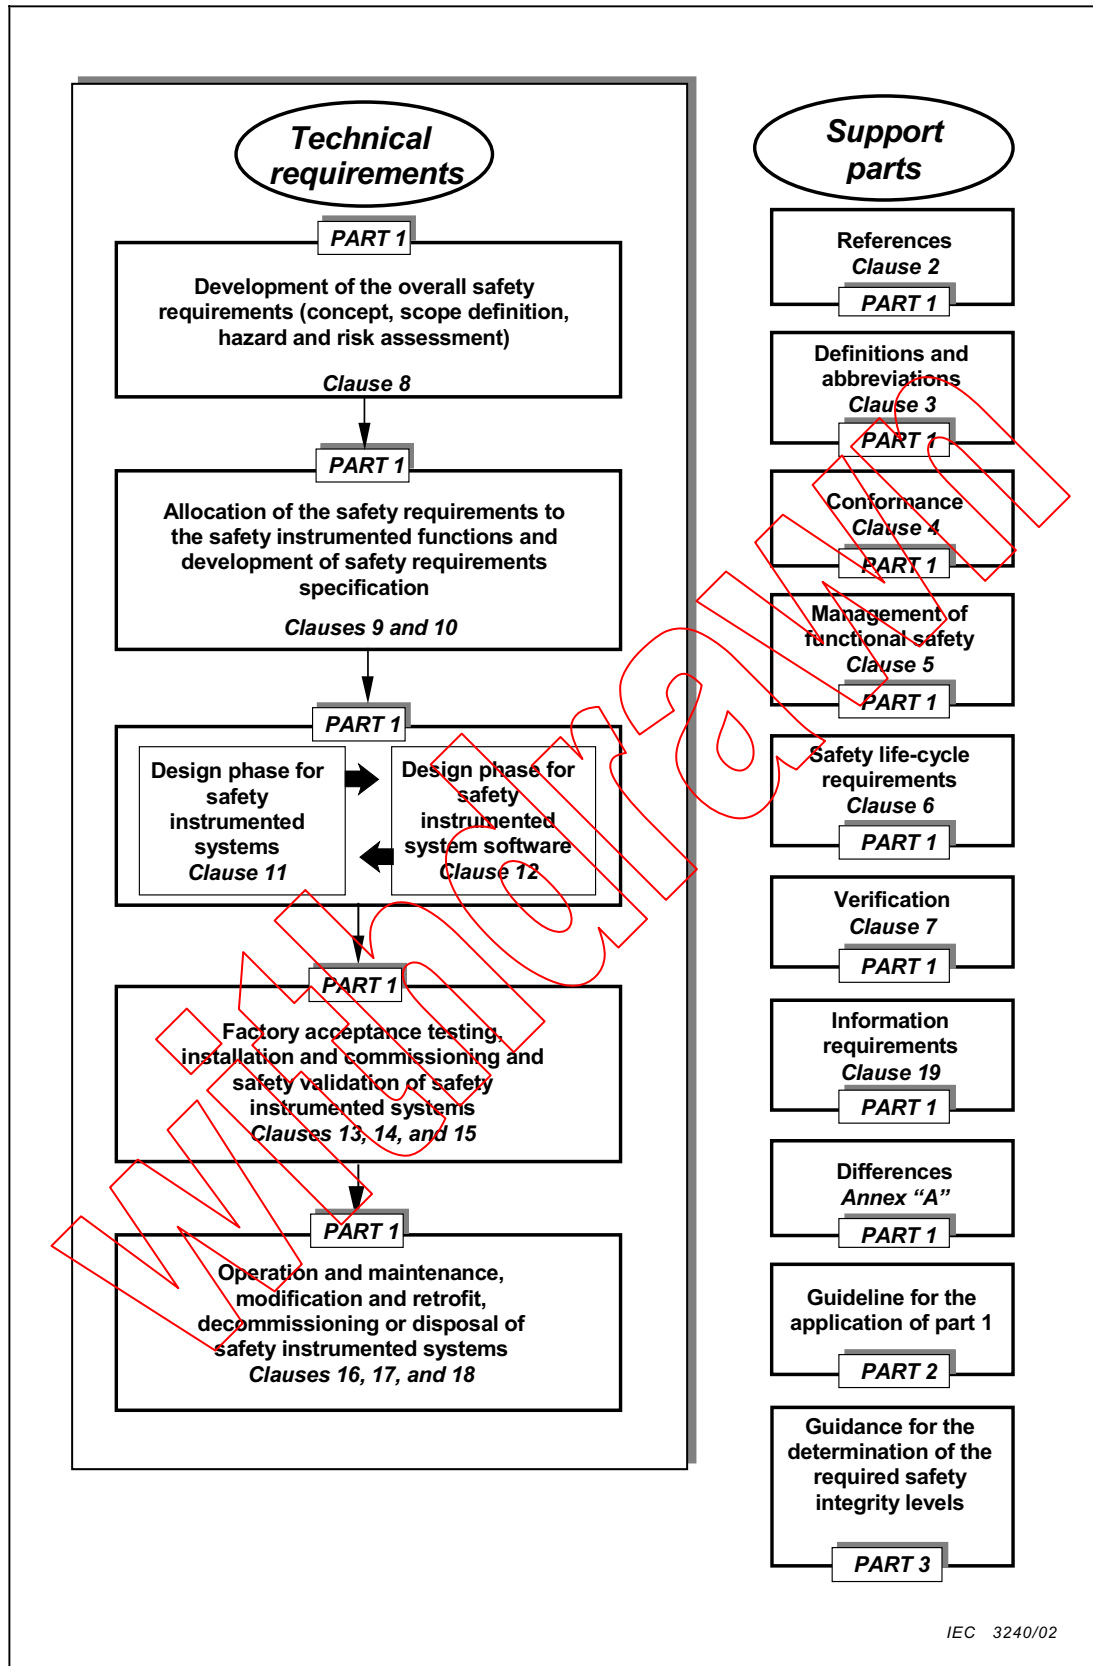 Technical
requirements
PART 1
Development of the overall safety
requirements (concept, scope definition,
hazard and risk assessment)
Clause 8
PART 1
Allocation of the safety requirements to
the safety instrumented functions and
development of safety requirements
specification
Clauses 9 and 10
PART 1
Design phase for
safety
instrumented
systems
Clause 11
Design phase for
safety
instrumented
system software
Clause 12
PART 1
Factory acceptance testing,
installation and commissioning and
safety validation of safety
instrumented systems
Clauses 13, 14, and 15
PART 1
Operation and maintenance,
modification and retrofit,
decommissioning or disposal of
safety instrumented systems
Clauses 16, 17, and 18
Support
parts
References
Clause 2
PART 1
Definitions and
abbreviations
Clause 3
PART 1
Conformance
Clause 4
PART 1
Management of
functional safety
Clause 5
PART 1
Safety life-cycle
requirements
Clause 6
PART 1
Verification
Clause 7
PART 1
Information
requirements
Clause 19
PART 1
Differences
Annex “A”
PART 1
Guideline for the
application of part 1
PART 2
Guidance for the
determination of the
required safety
integrity levels
PART 3
IEC 3240/02
Withdrawn